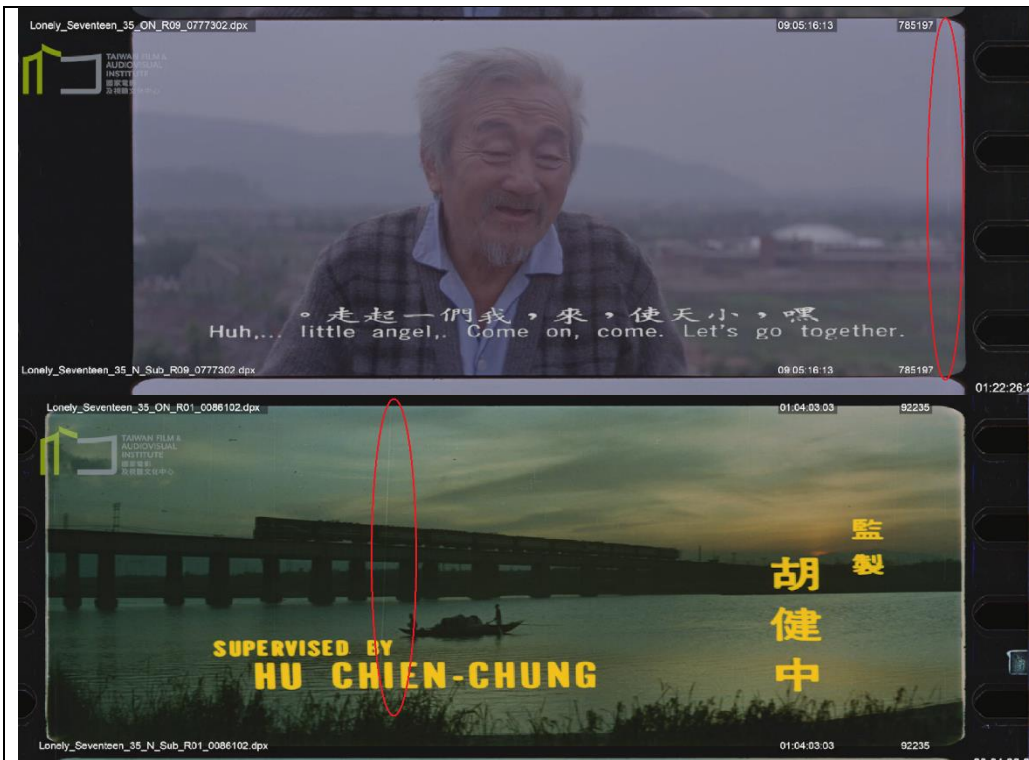 Lonely_Seventeen_35_ON_R09_0777302.dpx
09:05:16:13
785197
TAIWAN FILM &
AUDIOVISUAL
INSTITUTE
國家電影
及視聽文化中心
嘿，小天使，來，我們一起走。
Huh,... little angel,. Come on, come. Let's go together.
Lonely_Seventeen_35_N_Sub_R09_0777302.dpx
09:05:16:13
785197
01:22:26:2
Lonely_Seventeen_35_ON_R01_0086102.dpx
01:04:03:03
92235
TAIWAN FILM &
AUDIOVISUAL
INSTITUTE
國家電影
及視聽文化中心
監製
胡健中
SUPERVISED BY
HU CHIEN-CHUNG
Lonely_Seventeen_35_N_Sub_R01_0086102.dpx
01:04:03:03
92235